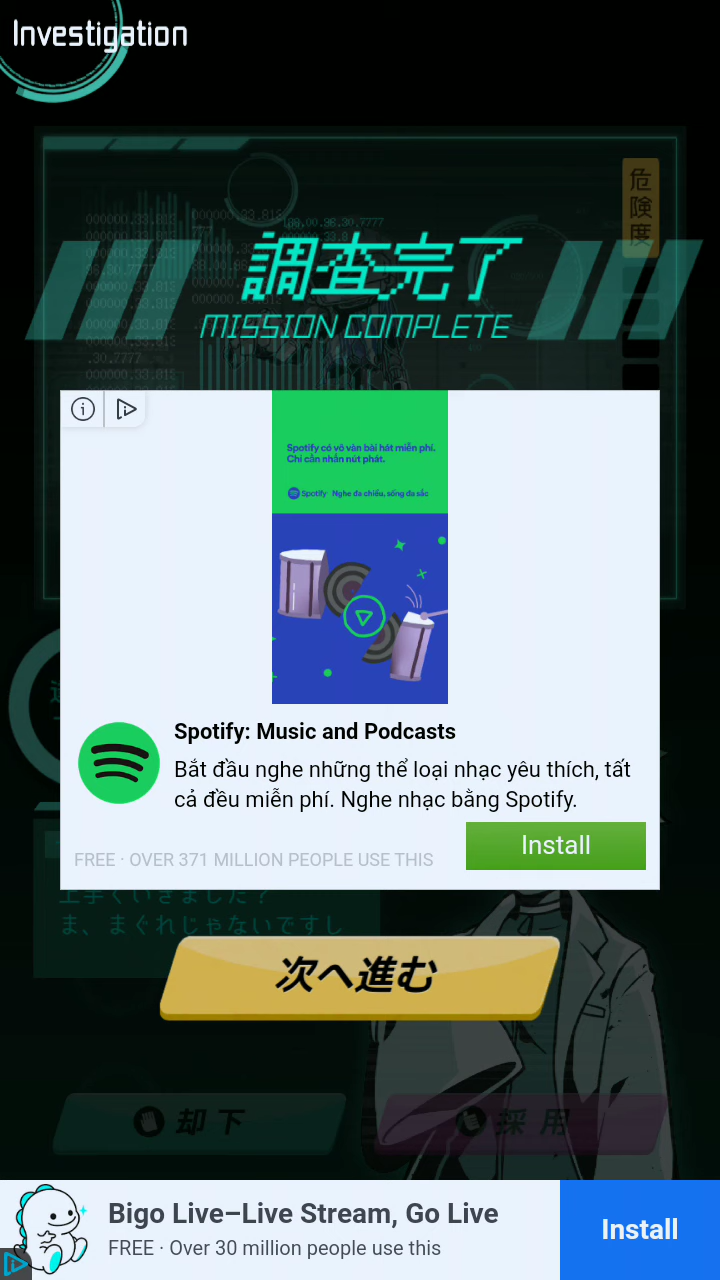 Investigation
危険度
調査完了
MISSION COMPLETE
Spotify có vô vàn bài hát miễn phí.
Chỉ cần nhấn nút phát.
Spotify Nghe đa chiều, sống đa sắc
Spotify: Music and Podcasts
Bắt đầu nghe những thể loại nhạc yêu thích, tất
cả đều miễn phí. Nghe nhạc bằng Spotify.
FREE · OVER 371 MILLION PEOPLE USE THIS
Install
上手くいきました？
ま、まぐれじゃないですし
次へ進む
却下
採用
Bigo Live–Live Stream, Go Live
FREE · Over 30 million people use this
Install